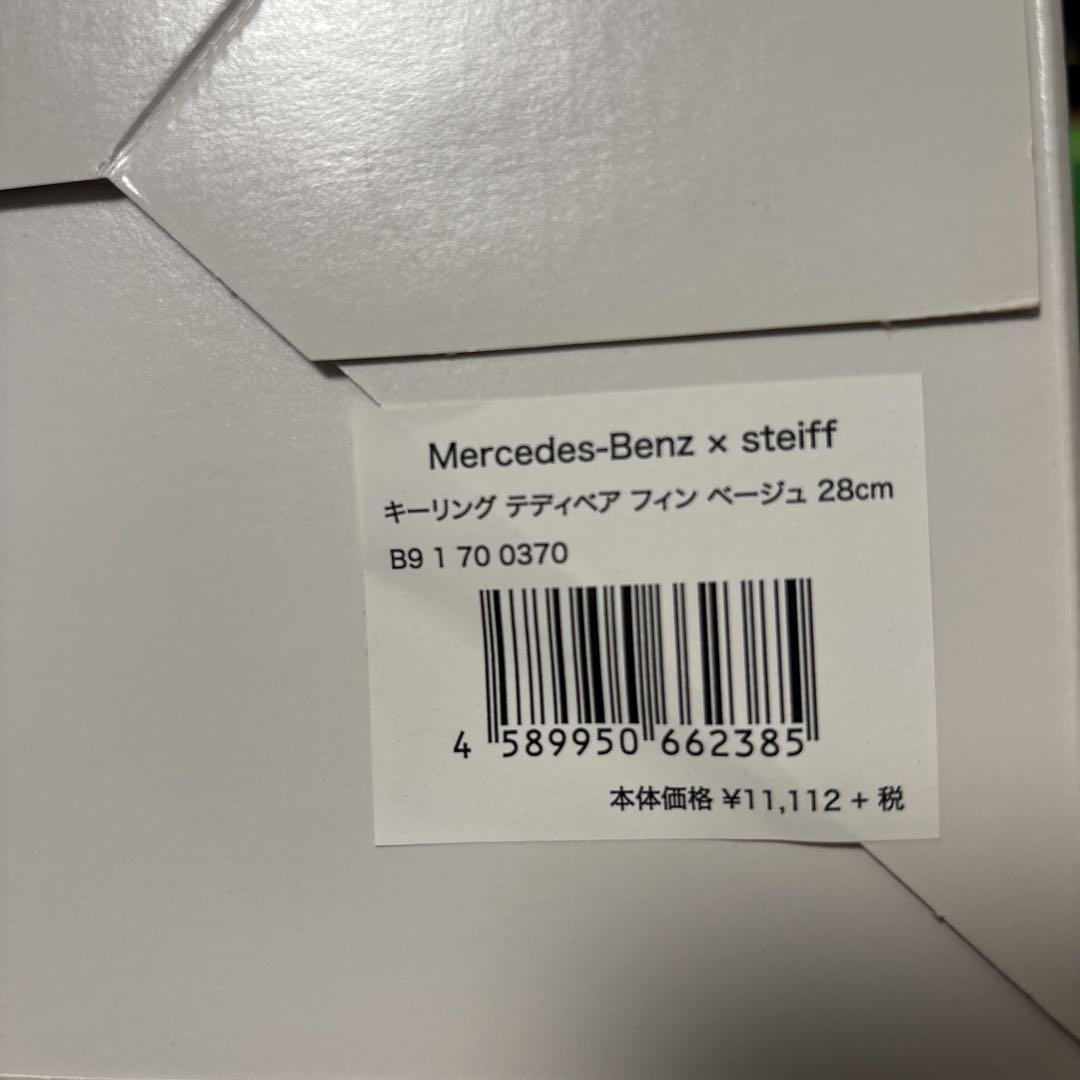 Mercedes-Benz × steiff
キーリング テディベア フィン ベージュ 28cm
B9 1 70 0370
4 589950 662385
本体価格 ¥11,112 + 税